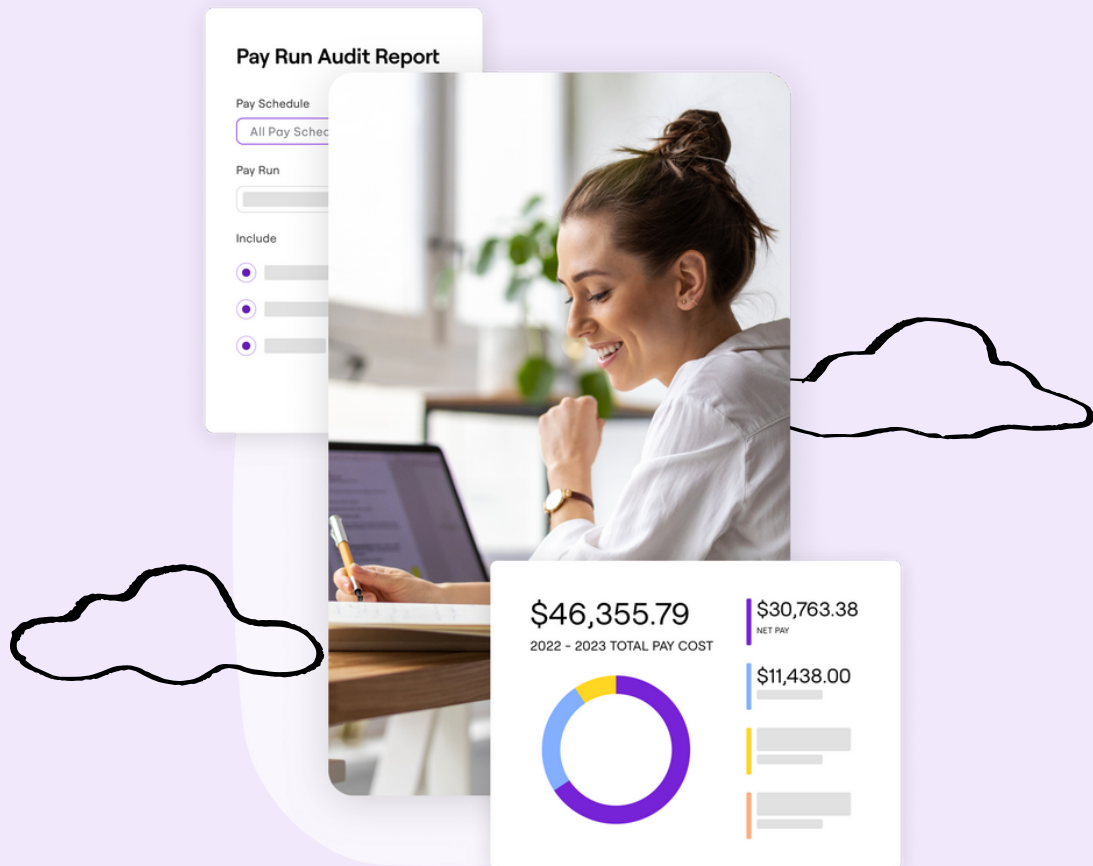 Pay Run Audit Report
Pay Schedule
All Pay Sched
Pay Run
Include
$46,355.79
2022 - 2023 TOTAL PAY COST
$30,763.38
NET PAY
$11,438.00